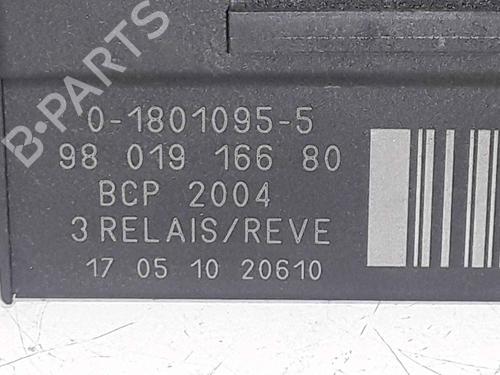 B-PARTS
0-1801095-5
98 019 166 80
BCP 2004
3 RELAIS/REVE
17 05 10 20610